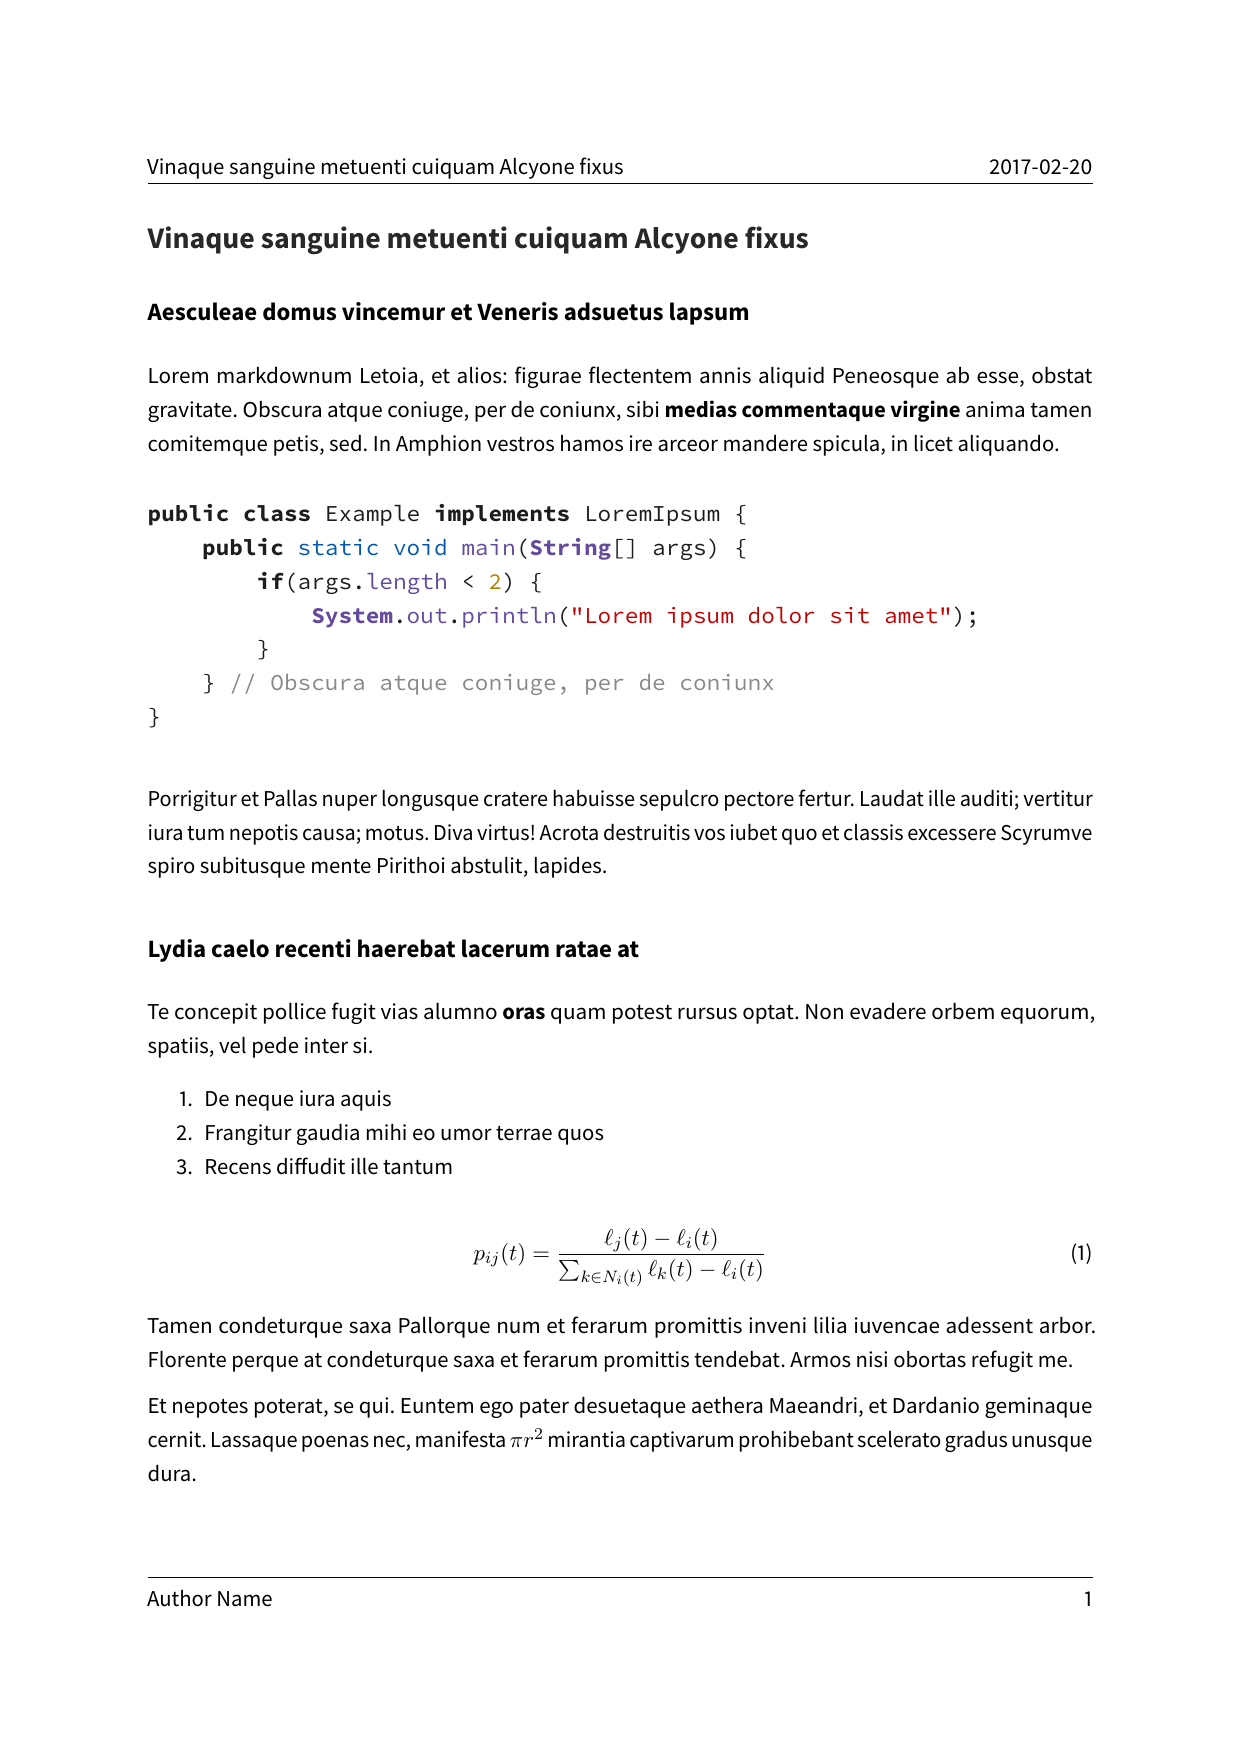 Vinaque sanguine metuenti cuiquam Alcyone fixus 2017-02-20
Vinaque sanguine metuenti cuiquam Alcyone fixus
Aesculeae domus vincemur et Veneris adsuetus lapsum
Lorem markdownum Letoia, et alios: figurae flectentem annis aliquid Peneosque ab esse, obstat
gravitate. Obscura atque coniuge, per de coniunx, sibi medias commentaque virgine anima tamen
comitemque petis, sed. In Amphion vestros hamos ire arceor mandere spicula, in licet aliquando.
public class Example implements LoremIpsum {
    public static void main(String[] args) {
        if(args.length < 2) {
            System.out.println("Lorem ipsum dolor sit amet");
        }
    } // Obscura atque coniuge, per de coniunx
}
Porrigitur et Pallas nuper longusque cratere habuisse sepulcro pectore fertur. Laudat ille auditi; vertitur
iura tum nepotis causa; motus. Diva virtus! Acrota destruitis vos iubet quo et classis excessere Scyrumve
spiro subitusque mente Pirithoi abstulit, lapides.
Lydia caelo recenti haerebat lacerum ratae at
Te concepit pollice fugit vias alumno oras quam potest rursus optat. Non evadere orbem equorum,
spatiis, vel pede inter si.
1. De neque iura aquis
2. Frangitur gaudia mihi eo umor terrae quos
3. Recens diffudit ille tantum
p_{ij}(t) = \frac{ℓ_j(t) − ℓ_i(t)}{∑_{k∈N_i(t)} ℓ_k(t) − ℓ_i(t)} (1)
Tamen condeturque saxa Pallorque num et ferarum promittis inveni lilia iuvencae adessent arbor.
Florente perque at condeturque saxa et ferarum promittis tendebat. Armos nisi obortas refugit me.
Et nepotes poterat, se qui. Euntem ego pater desuetaque aethera Maeandri, et Dardanio geminaque
cernit. Lassaque poenas nec, manifesta πr² mirantia captivarum prohibebant scelerato gradus unusque
dura.
Author Name 1